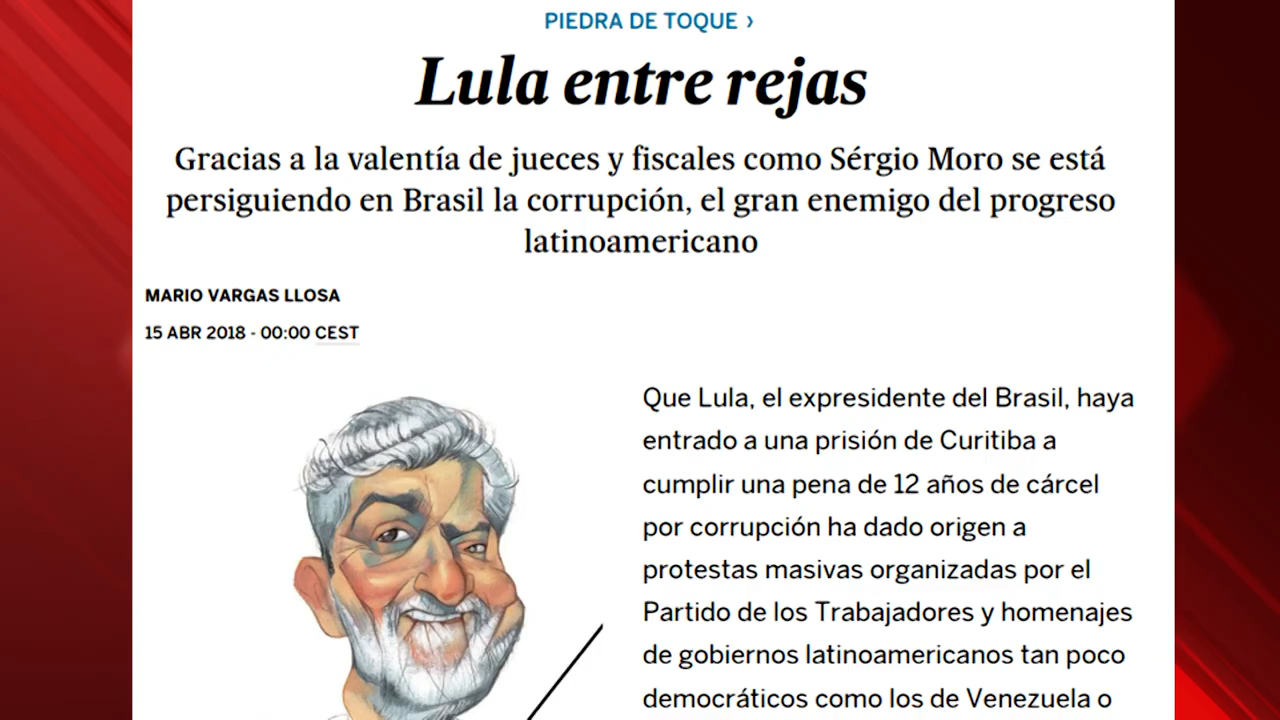 PIEDRA DE TOQUE ›
Lula entre rejas
Gracias a la valentía de jueces y fiscales como Sérgio Moro se está
persiguiendo en Brasil la corrupción, el gran enemigo del progreso
latinoamericano
MARIO VARGAS LLOSA
15 ABR 2018 - 00:00 CEST
Que Lula, el expresidente del Brasil, haya
entrado a una prisión de Curitiba a
cumplir una pena de 12 años de cárcel
por corrupción ha dado origen a
protestas masivas organizadas por el
Partido de los Trabajadores y homenajes
de gobiernos latinoamericanos tan poco
democráticos como los de Venezuela o